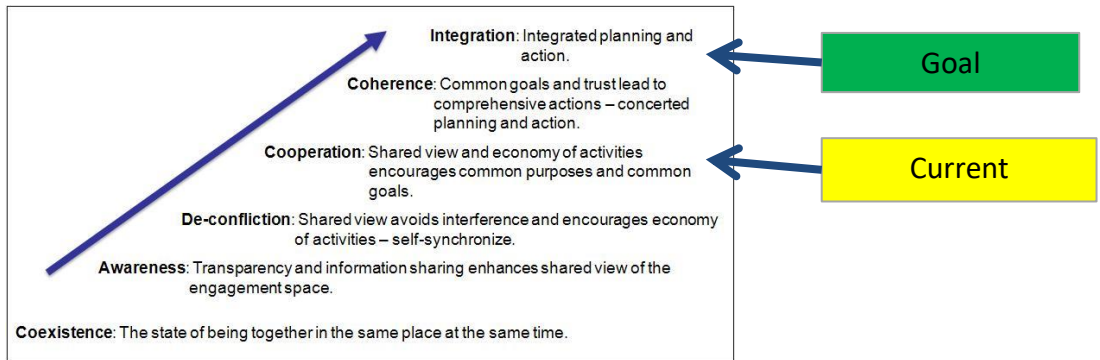 Integration: Integrated planning and
action.
Goal
Coherence: Common goals and trust lead to
comprehensive actions – concerted
planning and action.
Cooperation: Shared view and economy of activities
encourages common purposes and common
goals.
Current
De-confliction: Shared view avoids interference and encourages economy
of activities – self-synchronize.
Awareness: Transparency and information sharing enhances shared view of the
engagement space.
Coexistence: The state of being together in the same place at the same time.